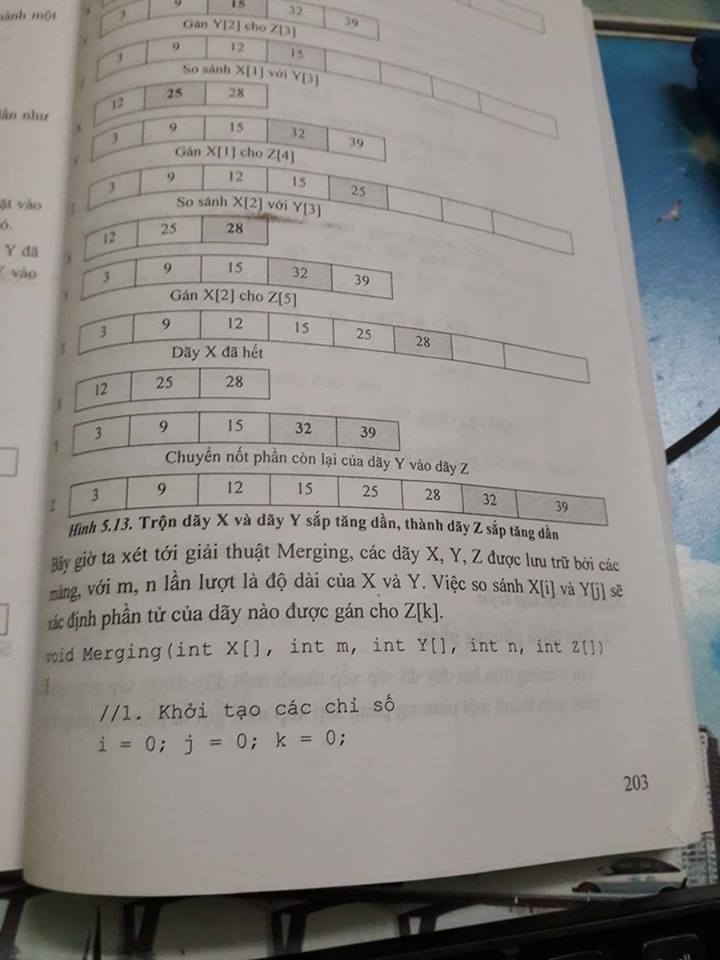 ành một
ần như
ặt vào
ó.
Y đã
vào
9 15 32
3 39
Gán Y[2] cho Z[3]
3 9 12 15
So sánh X[1] với Y[3]
12 25 28
3 9 15 32 39
Gán X[1] cho Z[4]
3 9 12 15 25
So sánh X[2] với Y[3]
12 25 28
3 9 15 32 39
Gán X[2] cho Z[5]
3 9 12 15 25 28
Dãy X đã hết
12 25 28
Y 3 9 15 32 39
Chuyển nốt phần còn lại của dãy Y vào dãy Z
Z 3 9 12 15 25 28 32 39
Hình 5.13. Trộn dãy X và dãy Y sắp tăng dần, thành dãy Z sắp tăng dần
Bây giờ ta xét tới giải thuật Merging, các dãy X, Y, Z được lưu trữ bởi các
mảng, với m, n lần lượt là độ dài của X và Y. Việc so sánh X[i] và Y[j] sẽ
xác định phần tử của dãy nào được gán cho Z[k].
void Merging(int X[], int m, int Y[], int n, int Z[])
{
//1. Khởi tạo các chỉ số
i = 0; j = 0; k = 0;
203